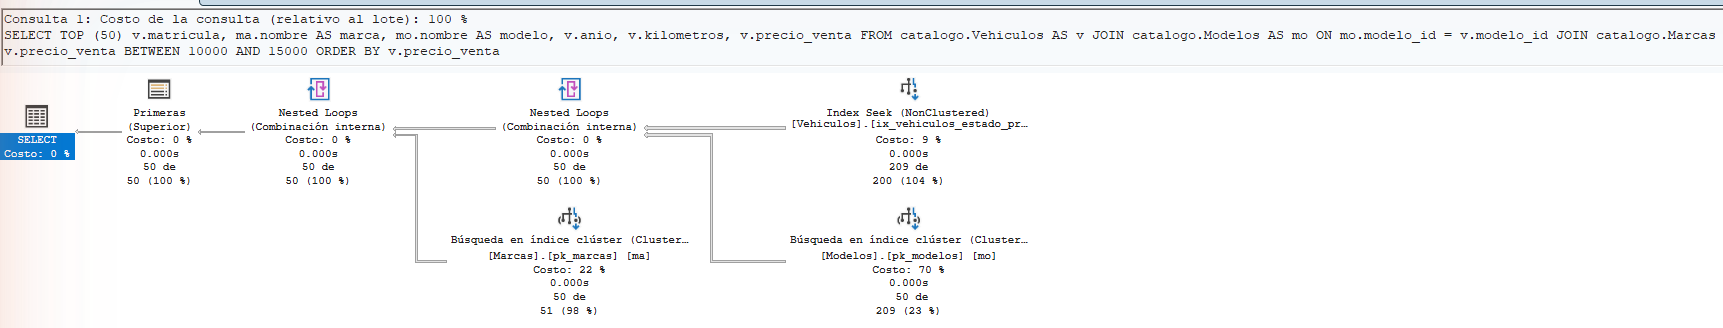 Consulta 1: Costo de la consulta (relativo al lote): 100 %
SELECT TOP (50) v.matricula, ma.nombre AS marca, mo.nombre AS modelo, v.anio, v.kilometros, v.precio_venta FROM catalogo.Vehiculos AS v JOIN catalogo.Modelos AS mo ON mo.modelo_id = v.modelo_id JOIN catalogo.Marcas
v.precio_venta BETWEEN 10000 AND 15000 ORDER BY v.precio_venta
SELECT
Costo: 0 %
Primeras
(Superior)
Costo: 0 %
0.000s
50 de
50 (100 %)
Nested Loops
(Combinación interna)
Costo: 0 %
0.000s
50 de
50 (100 %)
Nested Loops
(Combinación interna)
Costo: 0 %
0.000s
50 de
50 (100 %)
Index Seek (NonClustered)
[Vehiculos].[ix_vehiculos_estado_pr…
Costo: 9 %
0.000s
209 de
200 (104 %)
Búsqueda en índice clúster (Cluster…
[Marcas].[pk_marcas] [ma]
Costo: 22 %
0.000s
50 de
51 (98 %)
Búsqueda en índice clúster (Cluster…
[Modelos].[pk_modelos] [mo]
Costo: 70 %
0.000s
50 de
209 (23 %)